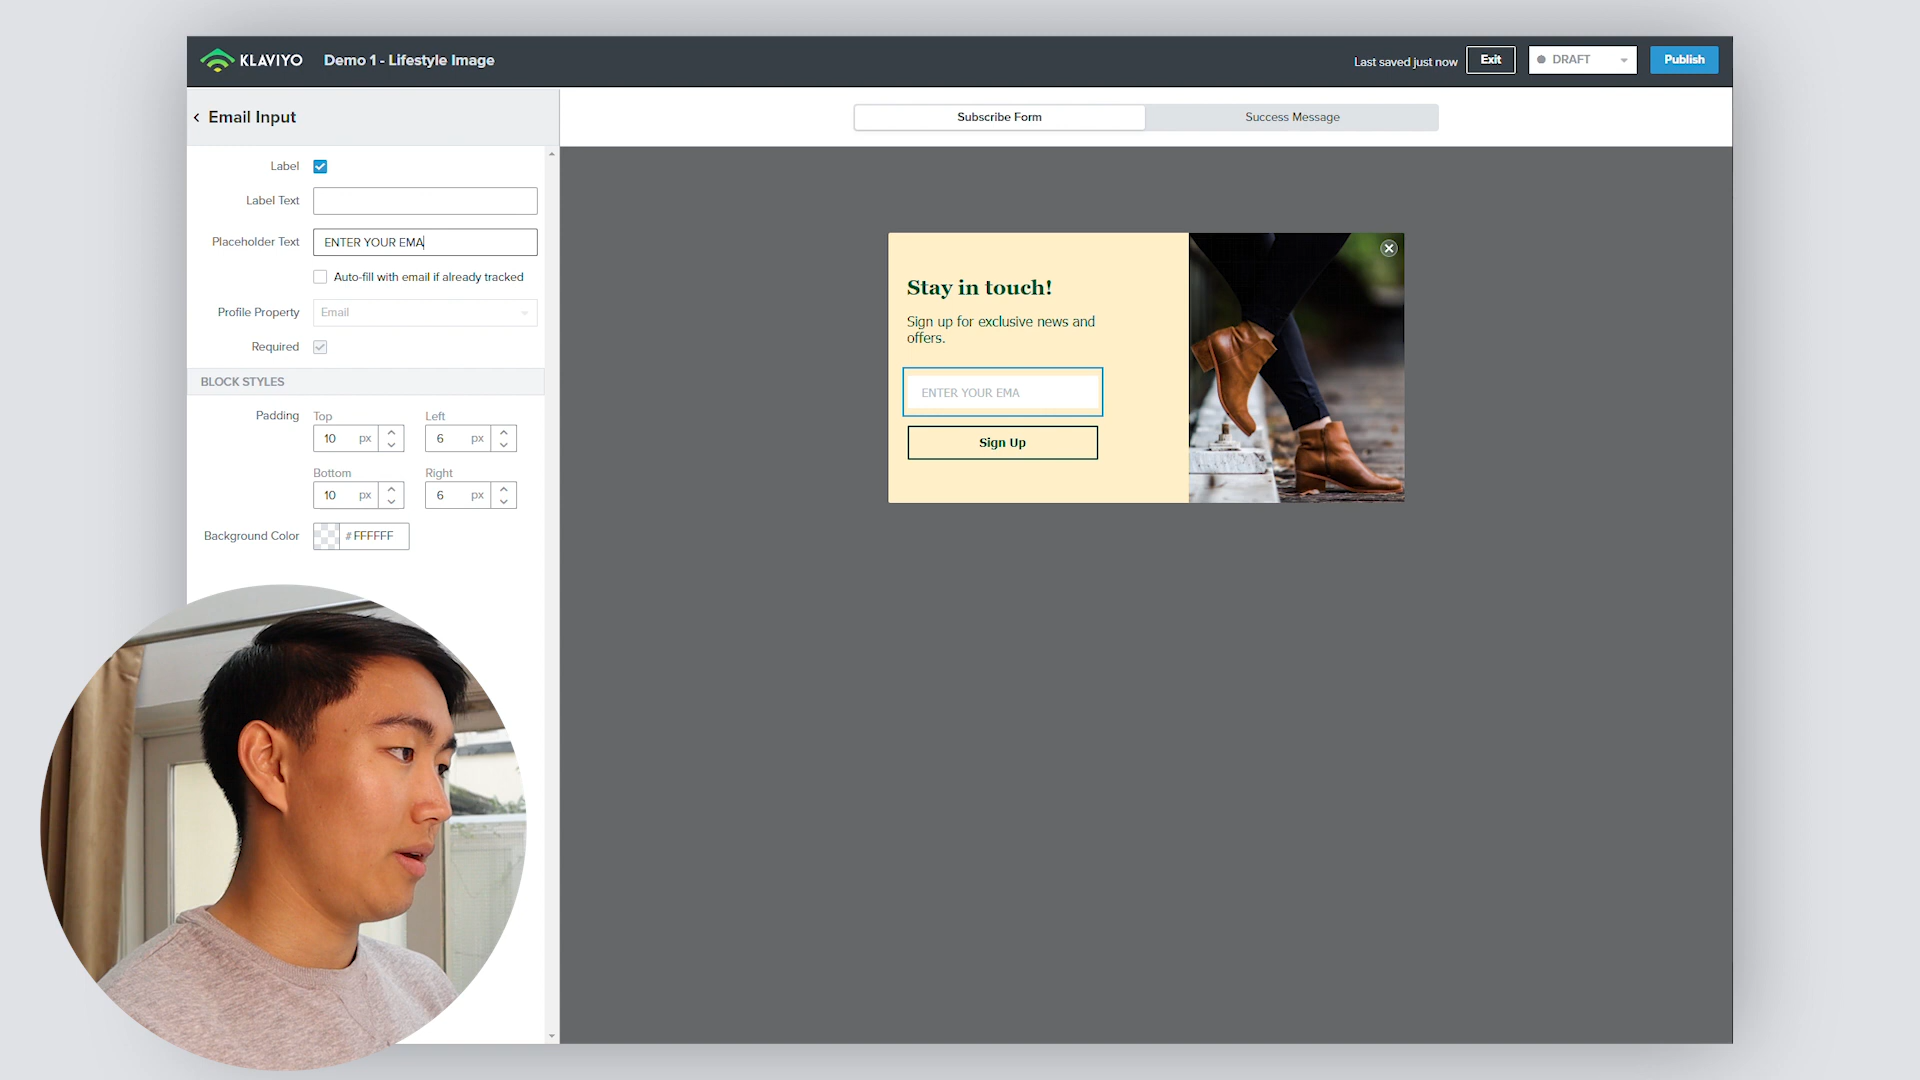 KLAVIYO Demo 1 - Lifestyle Image Last saved just now Exit DRAFT Publish
Email Input
Subscribe Form Success Message
Label
Label Text
Placeholder Text ENTER YOUR EMA
Auto-fill with email if already tracked
Profile Property Email
Required
BLOCK STYLES
Padding Top Left
10 px 6 px
Bottom Right
10 px 6 px
Background Color # FFFFFF
Stay in touch!
Sign up for exclusive news and
offers.
ENTER YOUR EMA
Sign Up